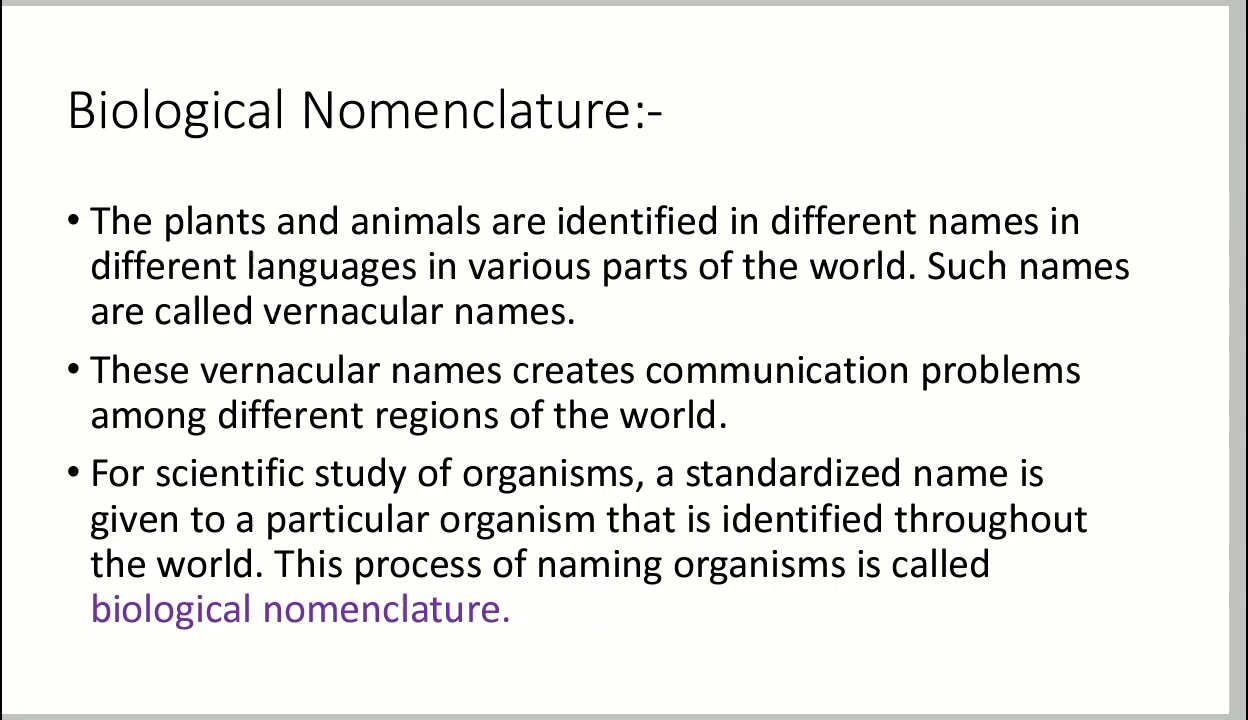 Biological Nomenclature:-
• The plants and animals are identified in different names in
different languages in various parts of the world. Such names
are called vernacular names.
• These vernacular names creates communication problems
among different regions of the world.
• For scientific study of organisms, a standardized name is
given to a particular organism that is identified throughout
the world. This process of naming organisms is called
biological nomenclature.